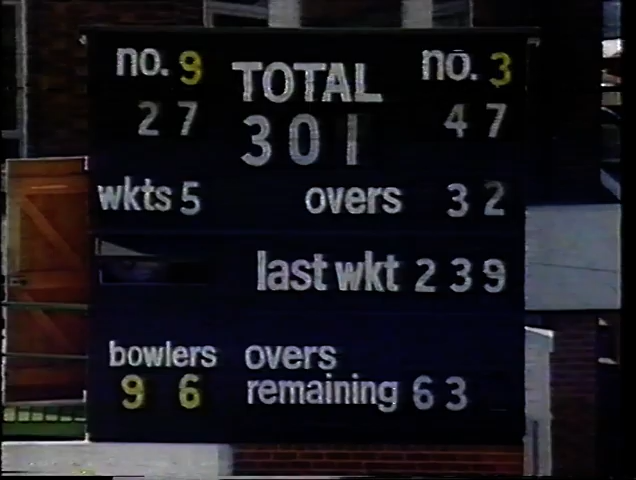 no. 9 TOTAL no. 3
27 301 47
wkts 5 overs 32
last wkt 239
bowlers overs
9 6 remaining 63